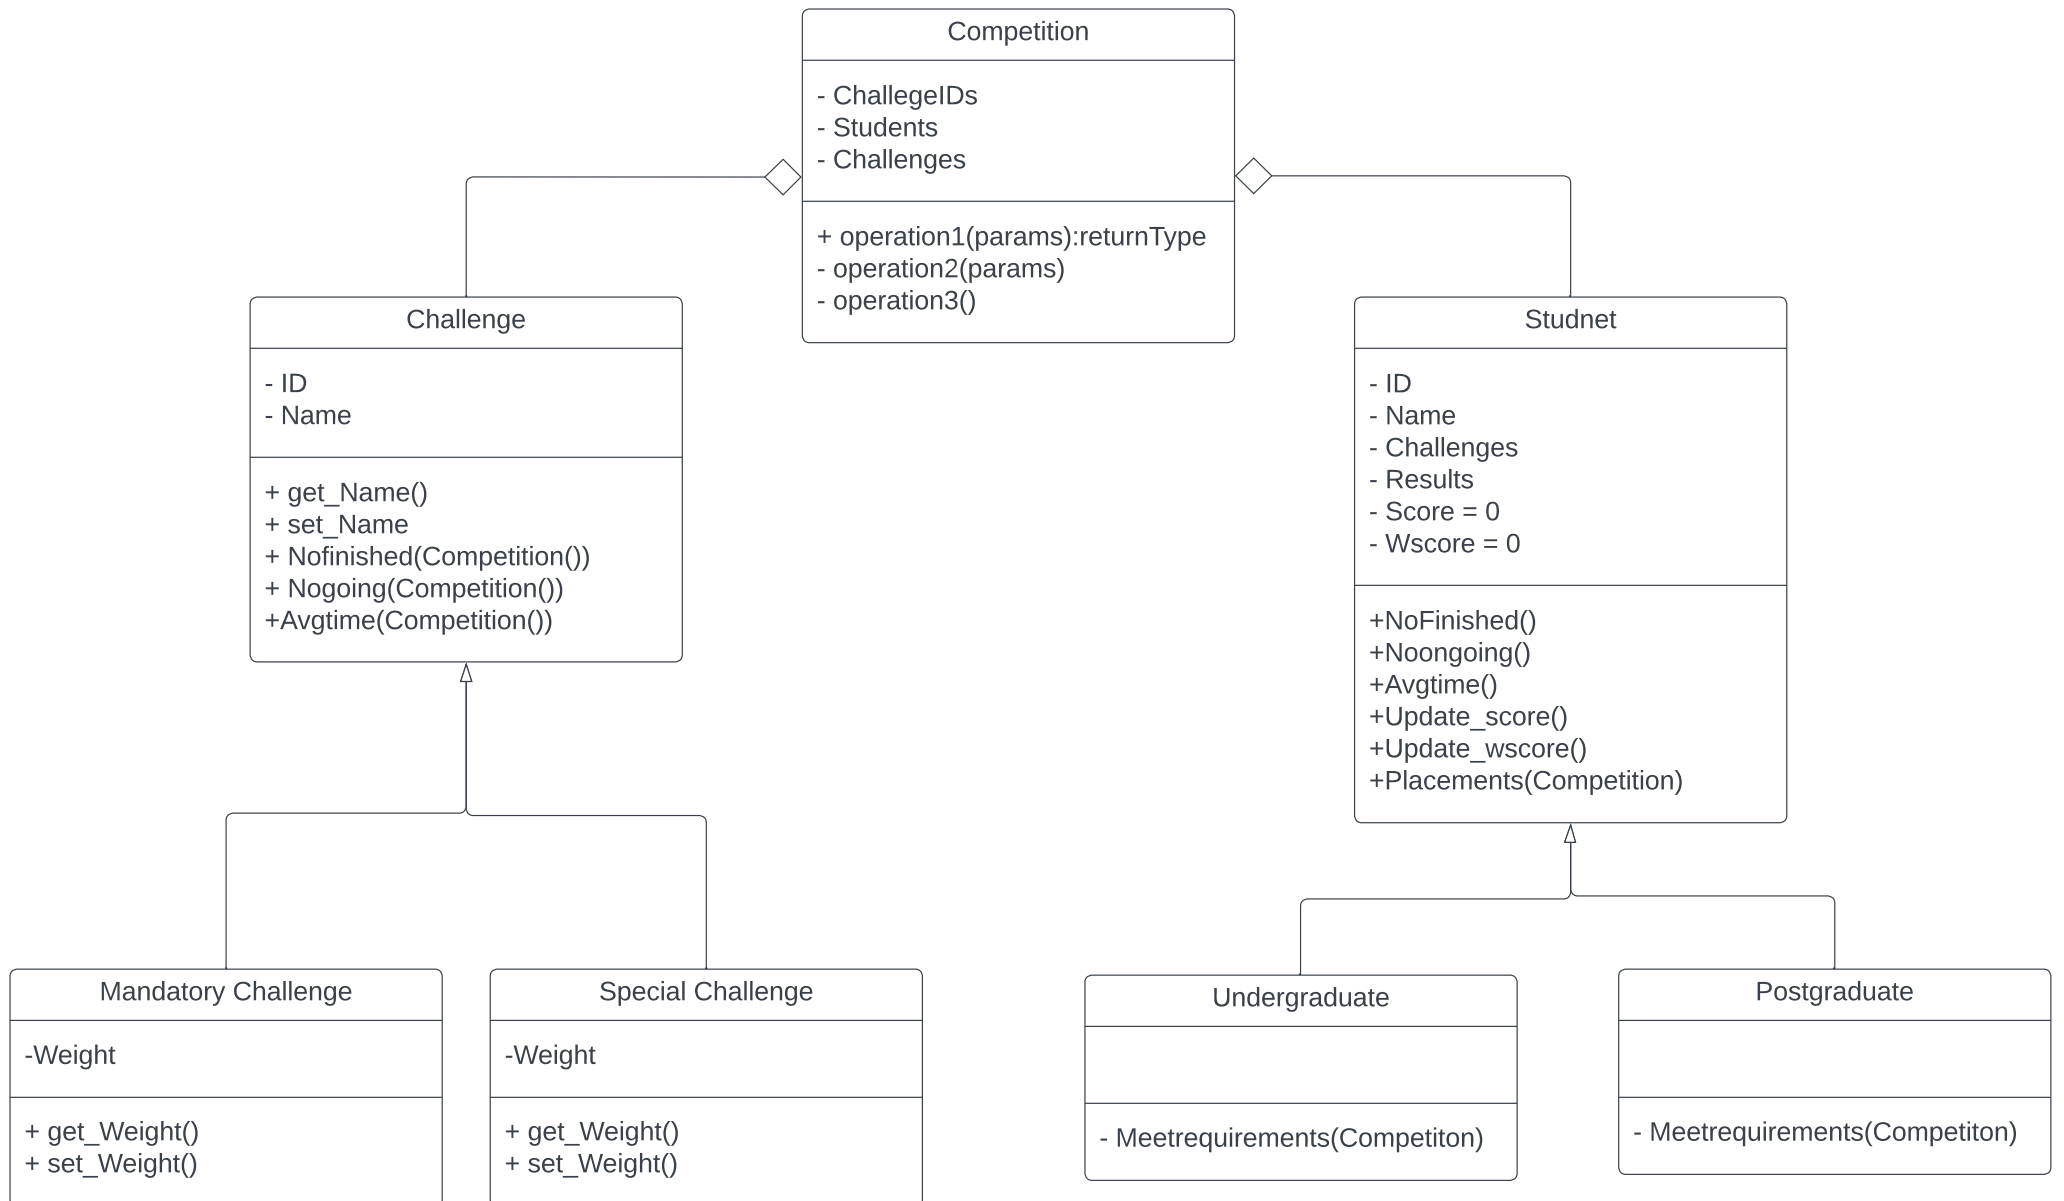 Competition
- ChallegeIDs
- Students
- Challenges
+ operation1(params):returnType
- operation2(params)
- operation3()
Challenge
- ID
- Name
+ get_Name()
+ set_Name
+ Nofinished(Competition())
+ Nogoing(Competition())
+Avgtime(Competition())
Studnet
- ID
- Name
- Challenges
- Results
- Score = 0
- Wscore = 0
+NoFinished()
+Noongoing()
+Avgtime()
+Update_score()
+Update_wscore()
+Placements(Competition)
Mandatory Challenge
-Weight
+ get_Weight()
+ set_Weight()
Special Challenge
-Weight
+ get_Weight()
+ set_Weight()
Undergraduate
- Meetrequirements(Competiton)
Postgraduate
- Meetrequirements(Competiton)